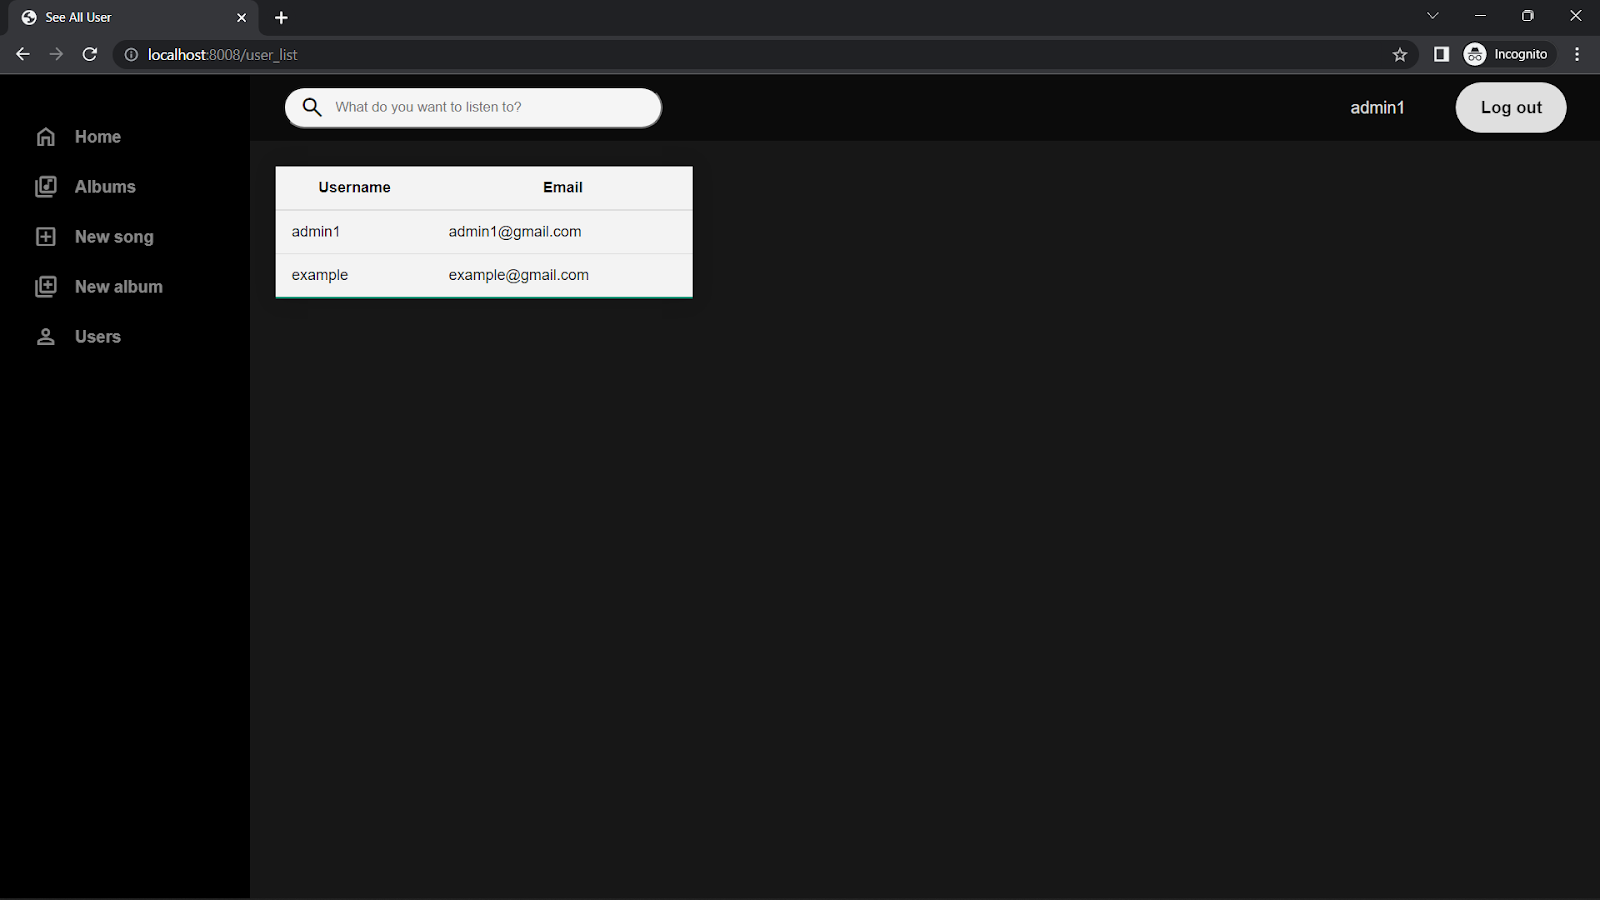 See All User
localhost:8008/user_list
Incognito
What do you want to listen to?
admin1
Log out
Home
Albums
New song
New album
Users
Username Email
admin1 admin1@gmail.com
example example@gmail.com